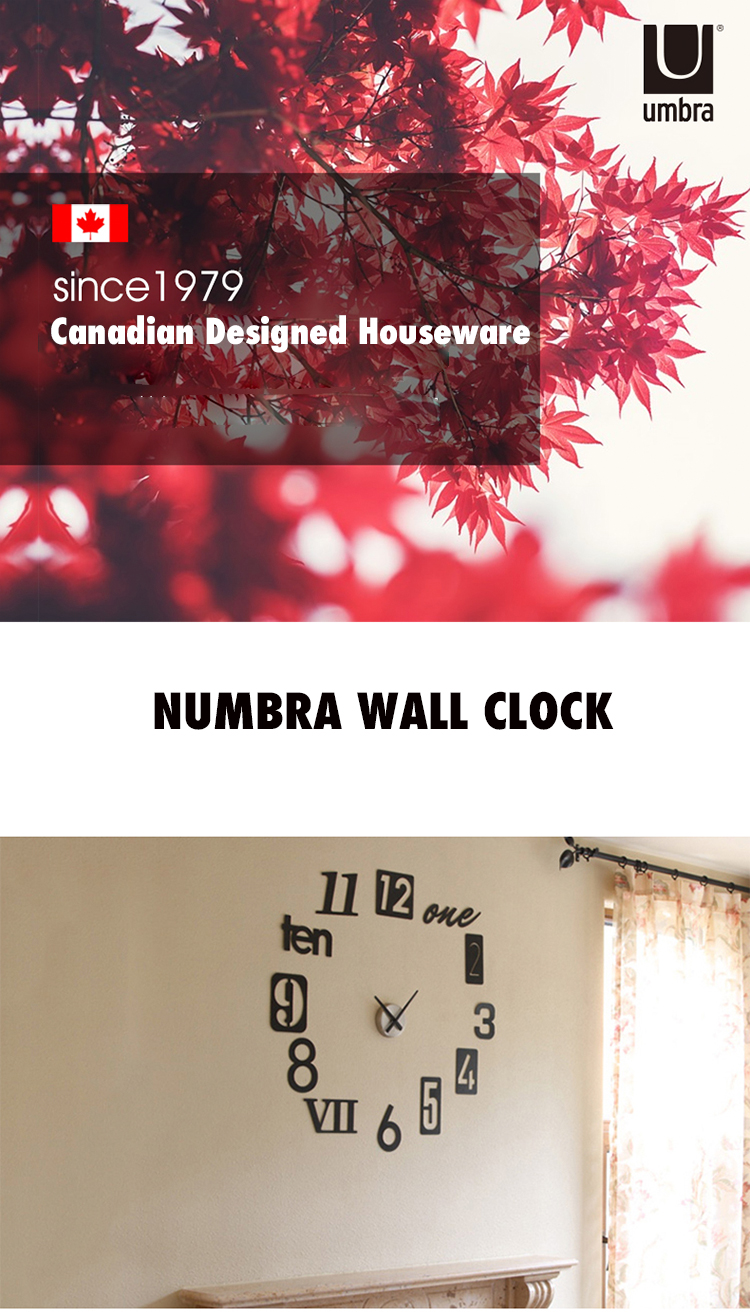 U®
umbra
since1979
Canadian Designed Houseware
NUMBRA WALL CLOCK
11 12 one
ten 2
9 3
8 4
VII 6 5